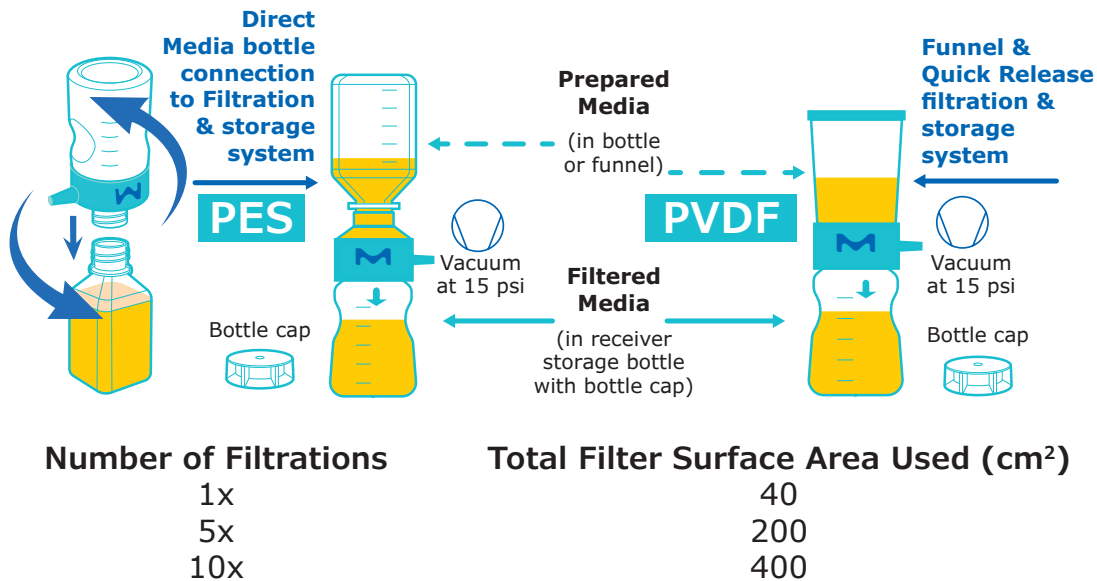 Direct
Media bottle
connection
to Filtration
& storage
system
PES
Prepared
Media
(in bottle
or funnel)
PVDF
Funnel &
Quick Release
filtration &
storage
system
Vacuum
at 15 psi
Filtered
Media
(in receiver
storage bottle
with bottle cap)
Vacuum
at 15 psi
Bottle cap
Bottle cap
Number of Filtrations Total Filter Surface Area Used (cm²)
1x 40
5x 200
10x 400